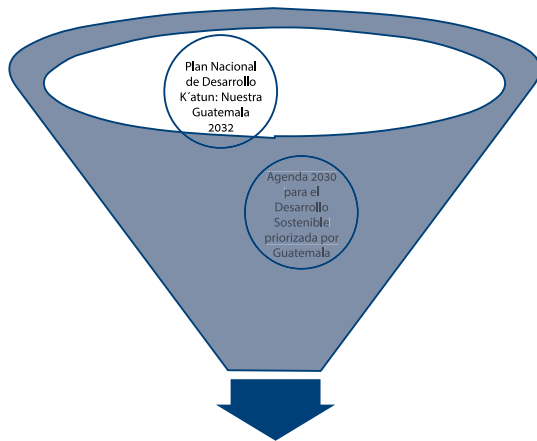 Plan Nacional
de Desarrollo
K´atun: Nuestra
Guatemala
2032
Agenda 2030
para el
Desarrollo
Sostenible
priorizada por
Guatemala